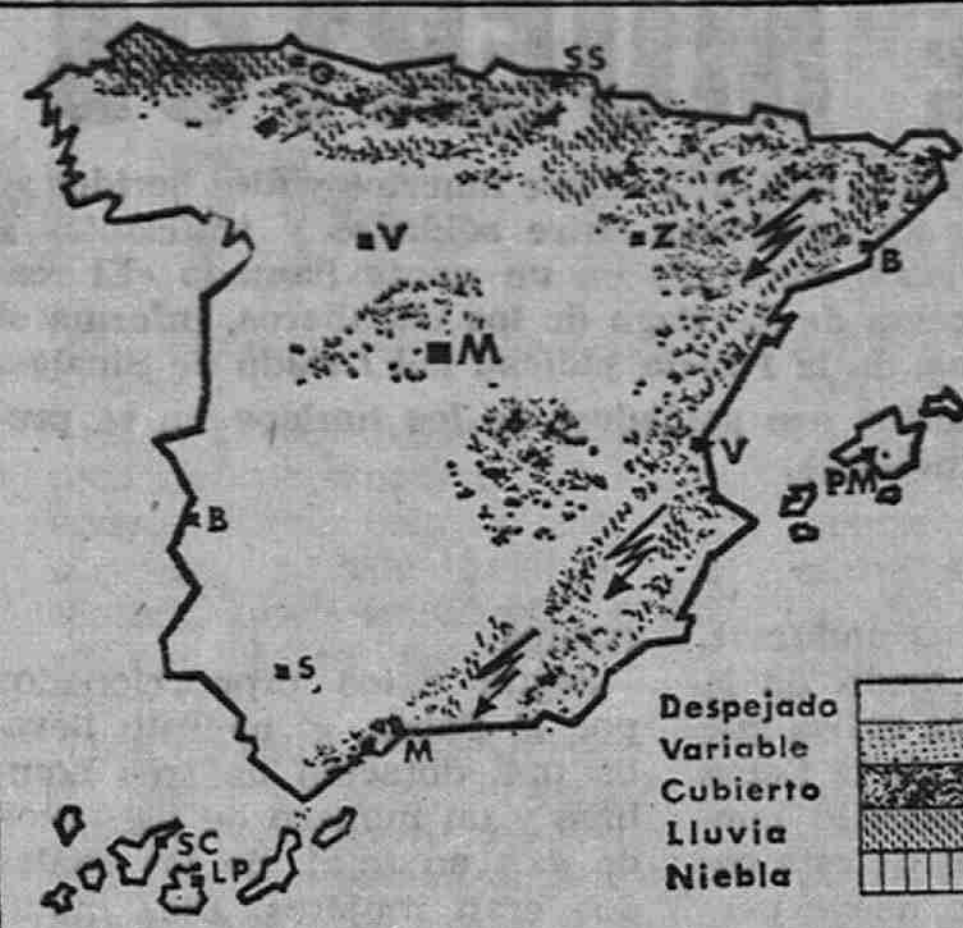 SS
O
V
Z
B
M
V
PM
B
S
M
SC
LP
Despejado
Variable
Cubierto
Lluvia
Niebla